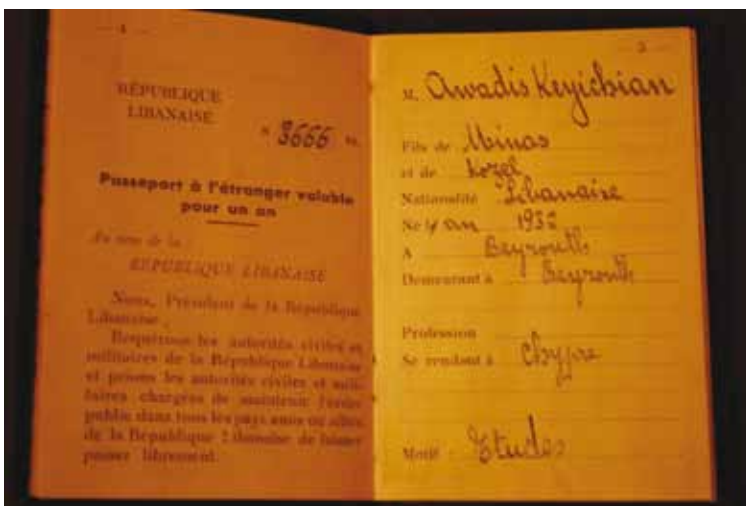 RÉPUBLIQUE
LIBANAISE
N 3666
Passeport à l'étranger valable
pour un an
Au nom de la
RÉPUBLIQUE LIBANAISE
Nous, Président de la République
Libanaise,
Requérons les autorités civiles et
militaires de la République Libanaise
et prions les autorités civiles et mili-
taires chargées de maintenir l'ordre
public dans tous les pays amis ou alliés
de la République Libanaise de laisser
passer librement.
3
M. Awadis Keyichian
Fils de Minas
et de Kozel
Nationalité Libanaise
Né an 1932
A Beyrouth
Demeurant à Beyrouth
Profession
Se rendant à Chypre
Motif : Etudes